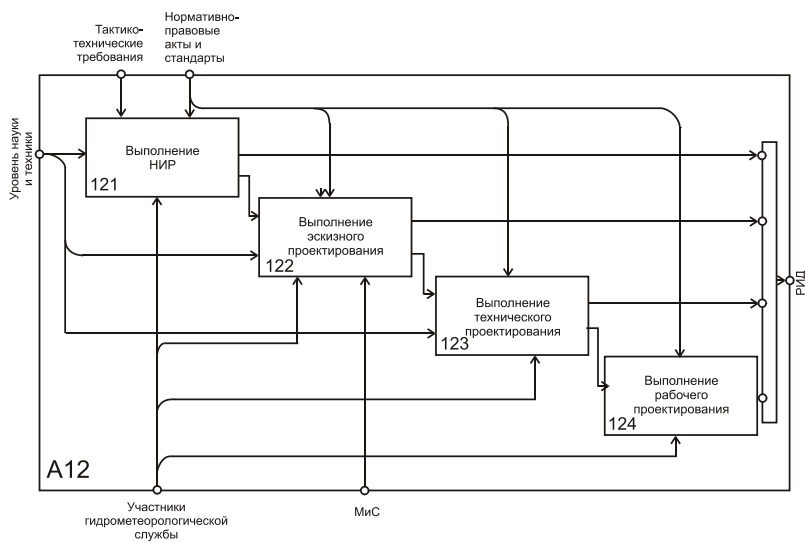 Тактико-
технические
требования
Нормативно-
правовые
акты и
стандарты
Уровень науки
и техники
Выполнение
НИР
121
Выполнение
эскизного
проектирования
122
Выполнение
технического
проектирования
123
Выполнение
рабочего
проектирования
124
РИД
А12
Участники
гидрометеорологической
службы
МиС